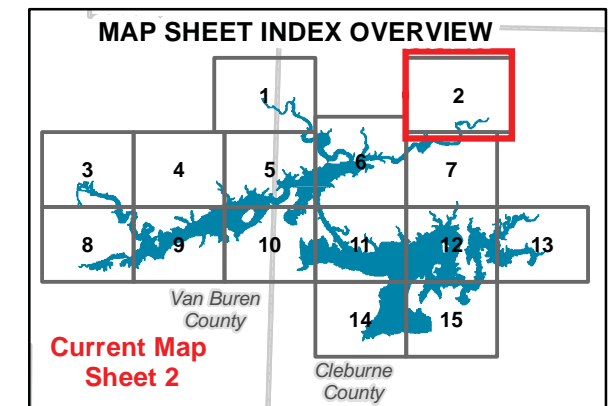 MAP SHEET INDEX OVERVIEW
1
2
3
4
5
6
7
8
9
10
11
12
13
Van Buren
County
14
15
Current Map
Sheet 2
Cleburne
County